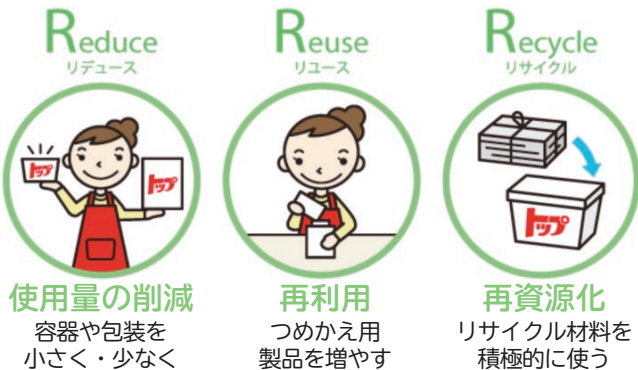 Reduce
リデュース
トップ
トップ
使用量の削減
容器や包装を
小さく・少なく
Reuse
リユース
再利用
つめかえ用
製品を増やす
Recycle
リサイクル
トップ
再資源化
リサイクル材料を
積極的に使う